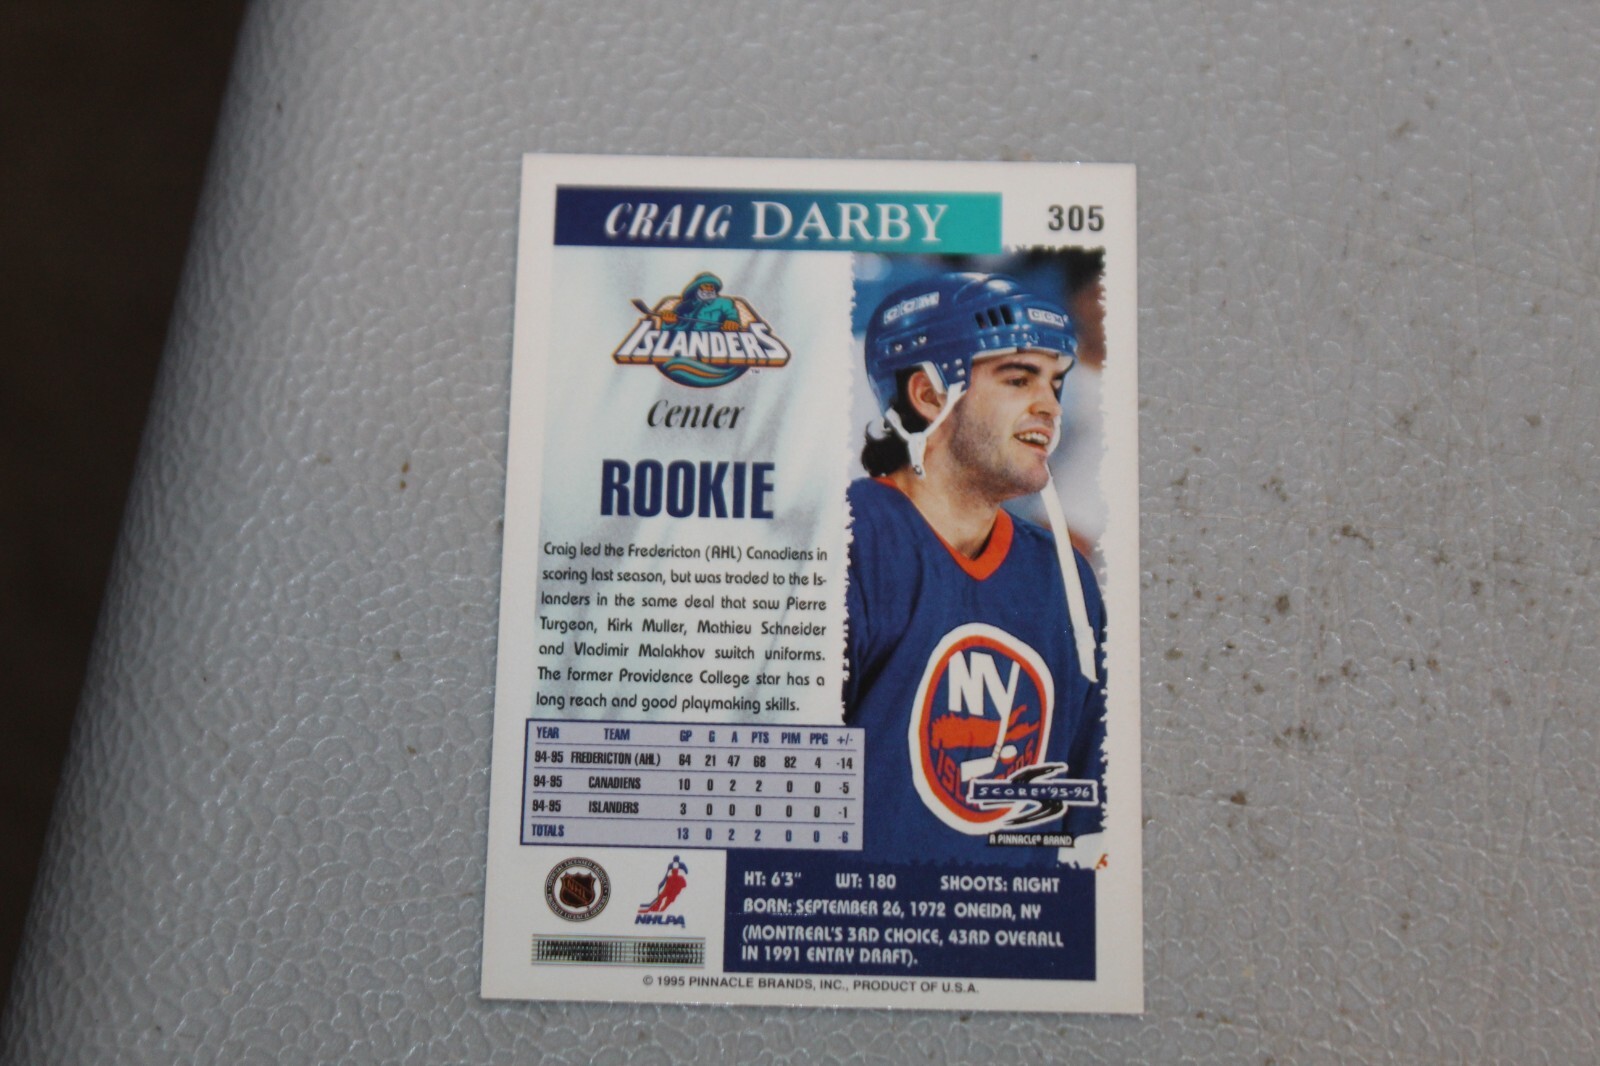 CRAIG DARBY
305
ISLANDERS
TM
Center
ROOKIE
Craig led the Fredericton (AHL) Canadiens in
scoring last season, but was traded to the Is-
landers in the same deal that saw Pierre
Turgeon, Kirk Muller, Mathieu Schneider
and Vladimir Malakhov switch uniforms.
The former Providence College star has a
long reach and good playmaking skills.
YEAR TEAM GP G A PTS PIM PPG +/-
94-95 FREDERICTON (AHL) 64 21 47 68 82 4 -14
94-95 CANADIENS 10 0 2 2 0 0 -5
94-95 ISLANDERS 3 0 0 0 0 0 -1
TOTALS 13 0 2 2 0 0 -6
CCM
CCM
NY
SCORE®'95-96
A PINNACLE® BRAND
NHL
NHLPA
HT: 6'3" WT: 180 SHOOTS: RIGHT
BORN: SEPTEMBER 26, 1972 ONEIDA, NY
(MONTREAL'S 3RD CHOICE, 43RD OVERALL
IN 1991 ENTRY DRAFT).
© 1995 PINNACLE BRANDS, INC., PRODUCT OF U.S.A.